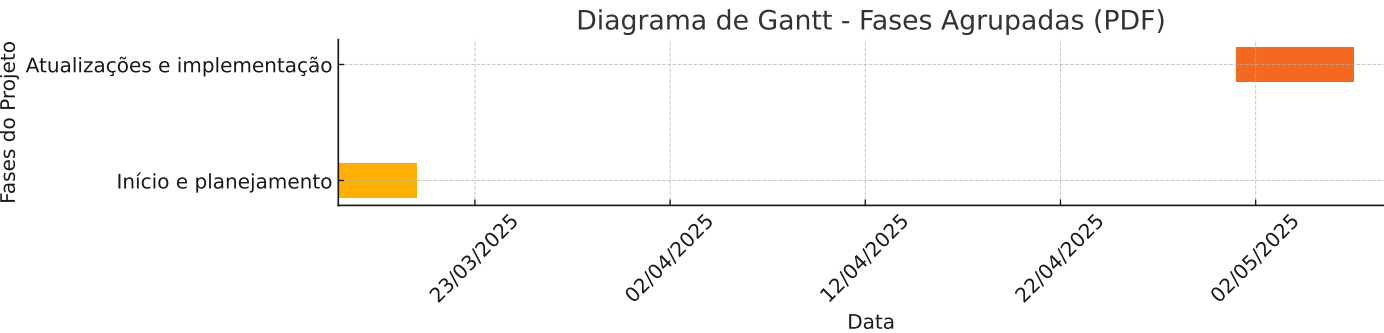 Diagrama de Gantt - Fases Agrupadas (PDF)
Fases do Projeto
Atualizações e implementação
Início e planejamento
23/03/2025
02/04/2025
12/04/2025
22/04/2025
02/05/2025
Data